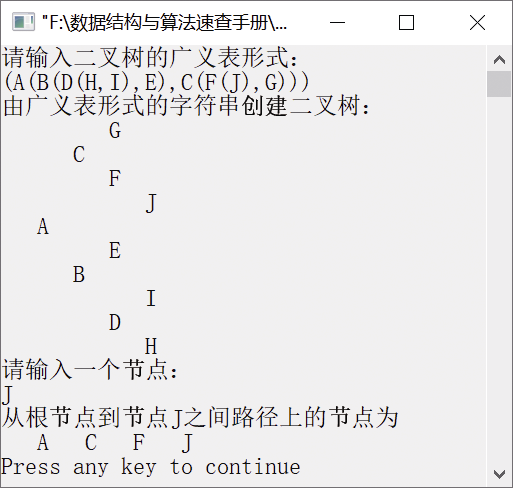 "F:\数据结构与算法速查手册\...
请输入二叉树的广义表形式：
(A(B(D(H,I),E),C(F(J),G)))
由广义表形式的字符串创建二叉树：
G
C
F
J
A
E
B
I
D
H
请输入一个节点：
J
从根节点到节点J之间路径上的节点为
A C F J
Press any key to continue